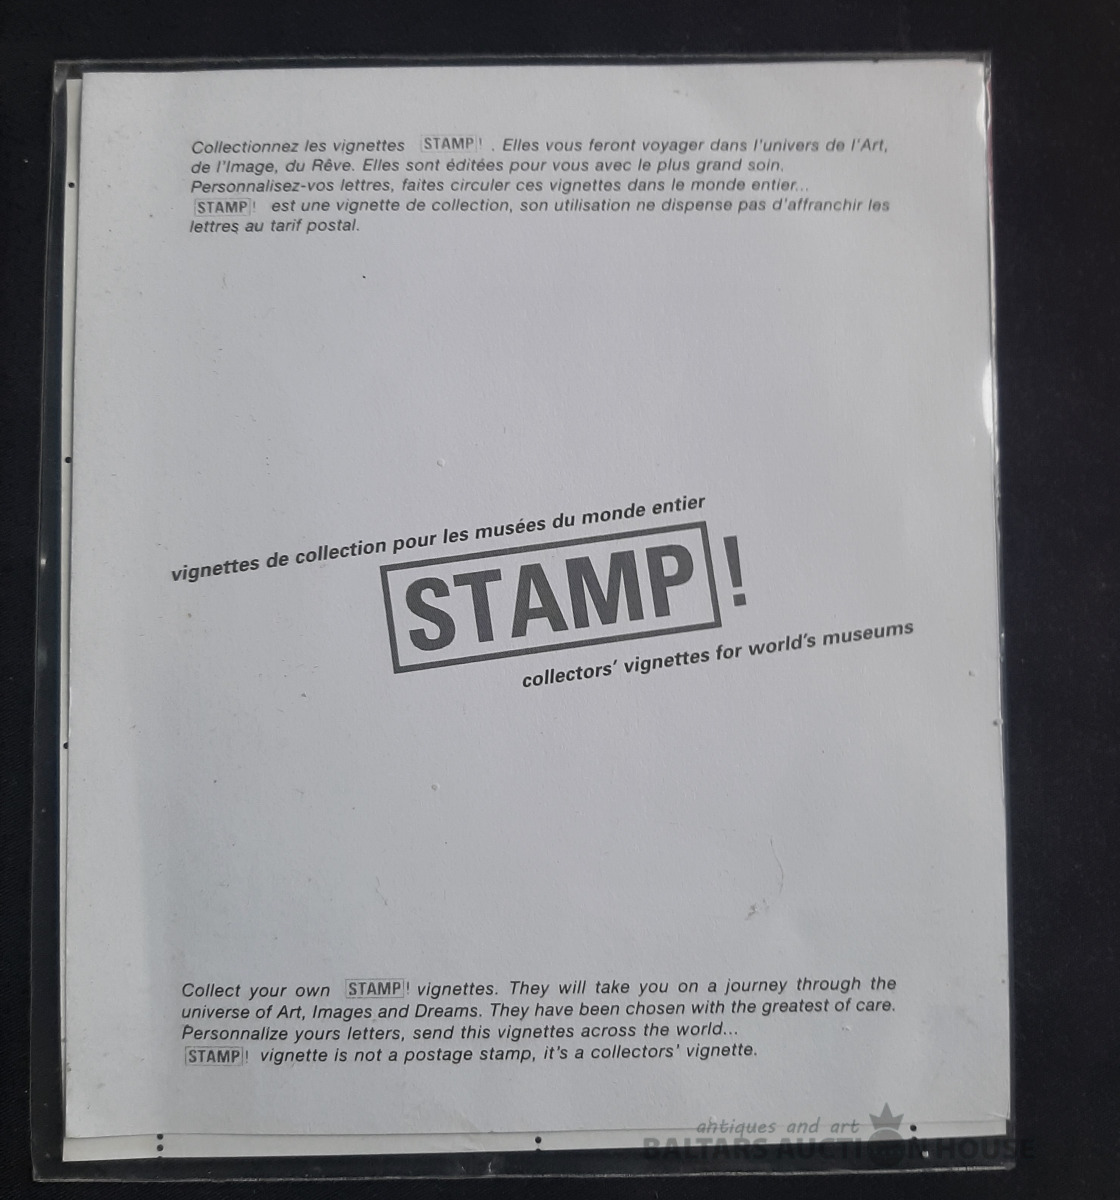 Collectionnez les vignettes STAMP! . Elles vous feront voyager dans l'univers de l'Art,
de l'Image, du Rêve. Elles sont éditées pour vous avec le plus grand soin.
Personnalisez-vos lettres, faites circuler ces vignettes dans le monde entier...
STAMP! est une vignette de collection, son utilisation ne dispense pas d'affranchir les
lettres au tarif postal.
vignettes de collection pour les musées du monde entier
STAMP!
collectors' vignettes for world's museums
Collect your own STAMP! vignettes. They will take you on a journey through the
universe of Art, Images and Dreams. They have been chosen with the greatest of care.
Personnalize yours letters, send this vignettes across the world...
STAMP! vignette is not a postage stamp, it's a collectors' vignette.
antiques and art
BALTARS AUCTION HOUSE